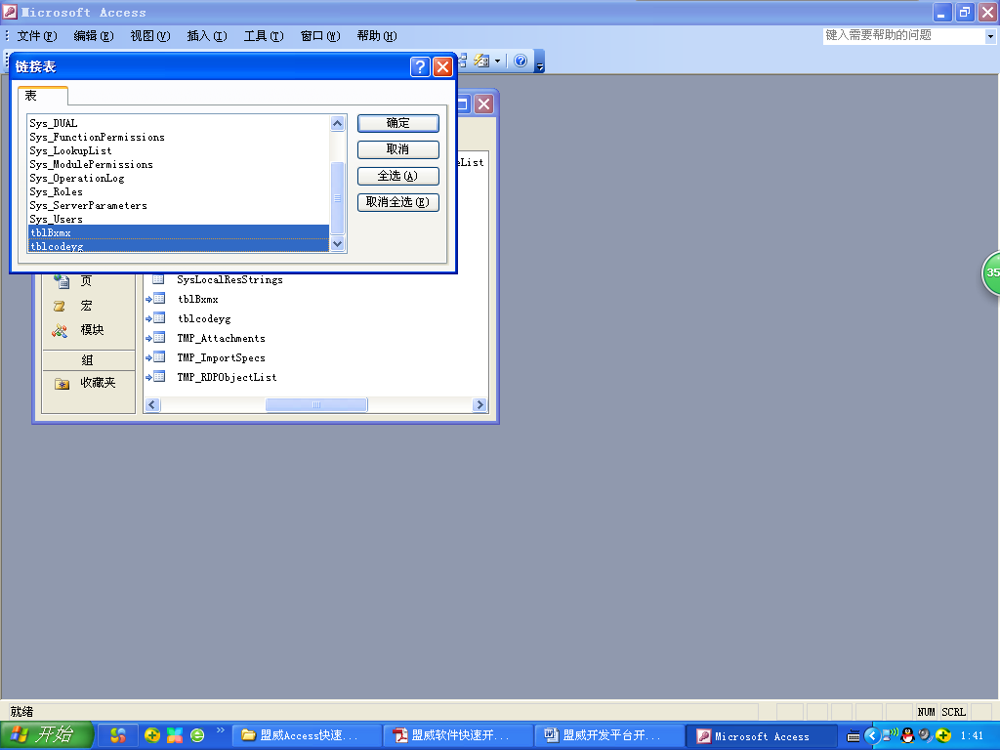 Microsoft Access
文件(F) 编辑(E) 视图(V) 插入(I) 工具(T) 窗口(W) 帮助(H) 键入需要帮助的问题
链接表
表
Sys_DUAL
Sys_FunctionPermissions
Sys_LookupList
Sys_ModulePermissions
Sys_OperationLog
Sys_Roles
Sys_ServerParameters
Sys_Users
tblBxmx
tblcodeyg
确定
取消
全选(A)
取消全选(E)
eList
页
宏
模块
组
收藏夹
SysLocalResStrings
tblBxmx
tblcodeyg
TMP_Attachments
TMP_ImportSpecs
TMP_RDPObjectList
35
就绪 NUM SCRL
开始 盟威Access快速... 盟威软件快速开... 盟威开发平台开... Microsoft Access 1:41